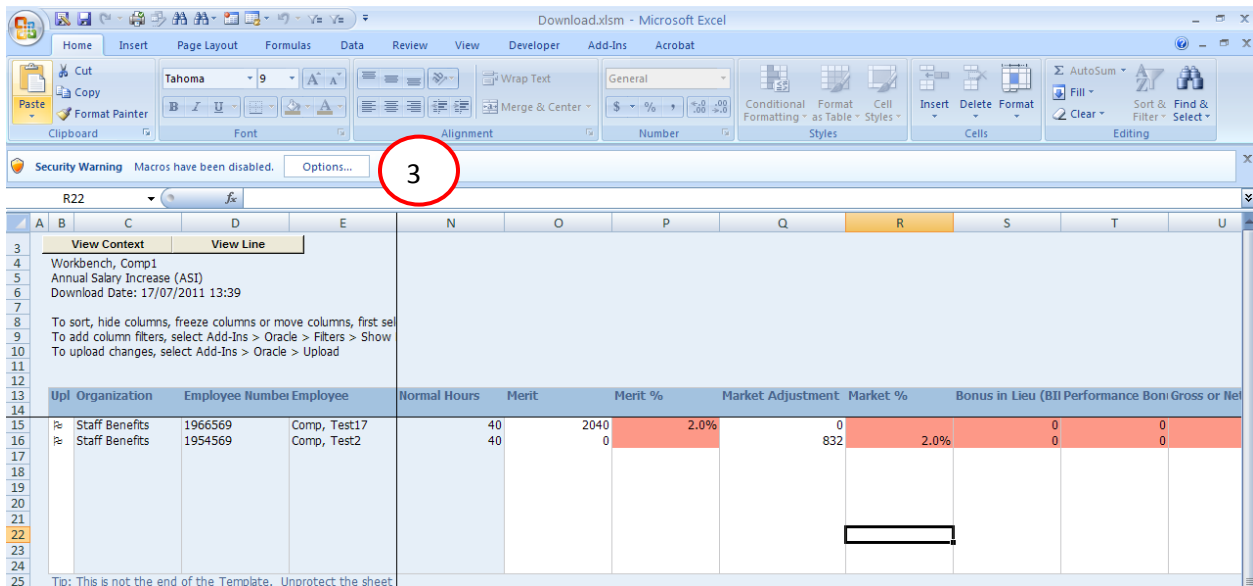 Download.xlsm - Microsoft Excel
Home Insert Page Layout Formulas Data Review View Developer Add-Ins Acrobat
Paste
Cut
Copy
Format Painter
Clipboard
Tahoma 9
B I U
Font
Wrap Text
Merge & Center
Alignment
General
$ % ,
Number
Conditional Formatting
Format as Table
Cell Styles
Styles
Insert Delete Format
Cells
Σ AutoSum
Fill
Clear
Sort & Filter
Find & Select
Editing
Security Warning Macros have been disabled. Options...
3
R22 fx
A B C D E N O P Q R S T U
3 View Context View Line
4 Workbench, Comp1
5 Annual Salary Increase (ASI)
6 Download Date: 17/07/2011 13:39
7
8 To sort, hide columns, freeze columns or move columns, first sel
9 To add column filters, select Add-Ins > Oracle > Filters > Show
10 To upload changes, select Add-Ins > Oracle > Upload
11
12
13 Upl Organization Employee Number Employee Normal Hours Merit Merit % Market Adjustment Market % Bonus in Lieu (BII Performance Bon Gross or Net
14
15 Staff Benefits 1966569 Comp, Test17 40 2040 2.0% 0 0 0
16 Staff Benefits 1954569 Comp, Test2 40 0 832 2.0% 0 0
17
18
19
20
21
22
23
24
25 Tip: This is not the end of the Template. Unprotect the sheet